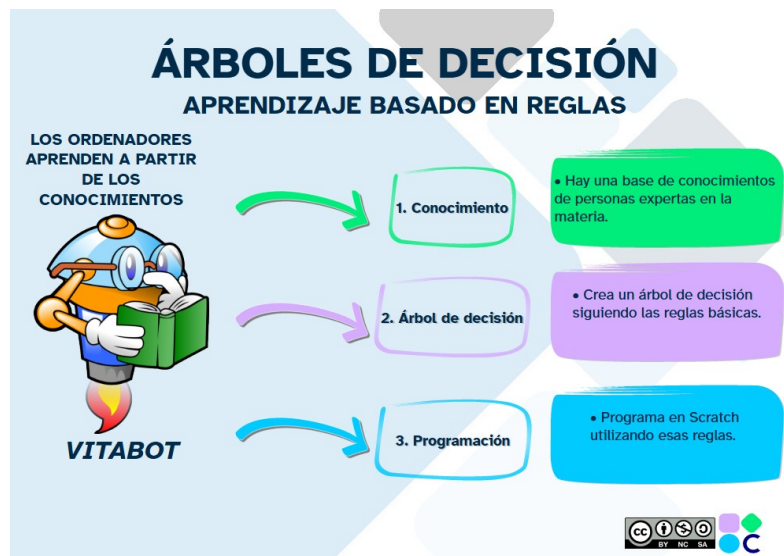 ÁRBOLES DE DECISIÓN
APRENDIZAJE BASADO EN REGLAS
LOS ORDENADORES
APRENDEN A PARTIR
DE LOS
CONOCIMIENTOS
1. Conocimiento
• Hay una base de conocimientos
de personas expertas en la
materia.
2. Árbol de decisión
• Crea un árbol de decisión
siguiendo las reglas básicas.
3. Programación
• Programa en Scratch
utilizando esas reglas.
VITABOT
cc
BY NC SA
C